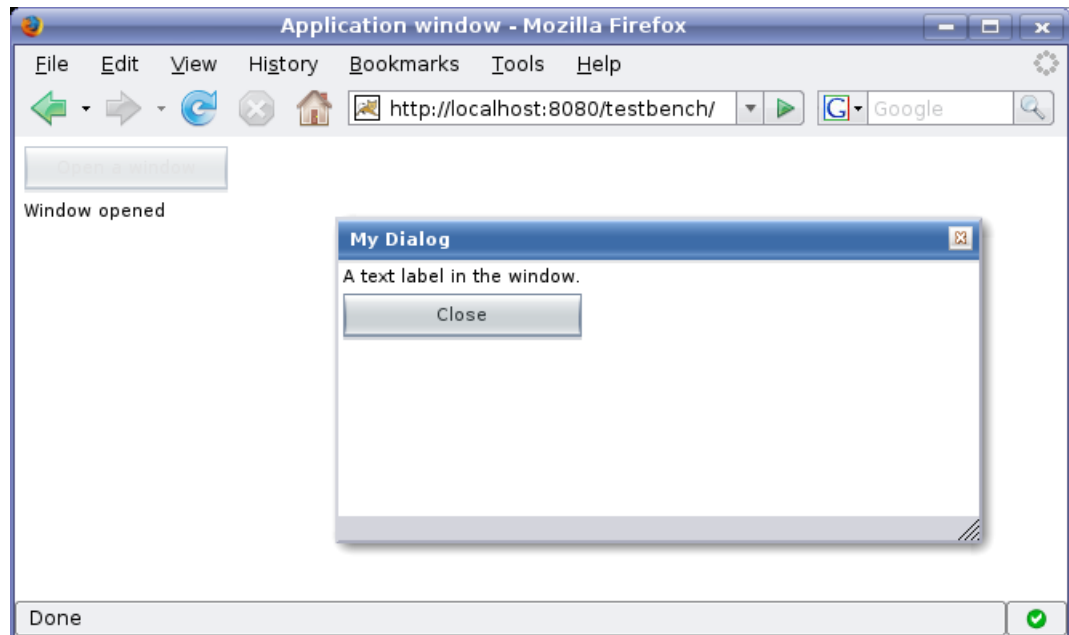 Application window - Mozilla Firefox
File Edit View History Bookmarks Tools Help
http://localhost:8080/testbench/ G Google
Open a window
Window opened
My Dialog
A text label in the window.
Close
Done